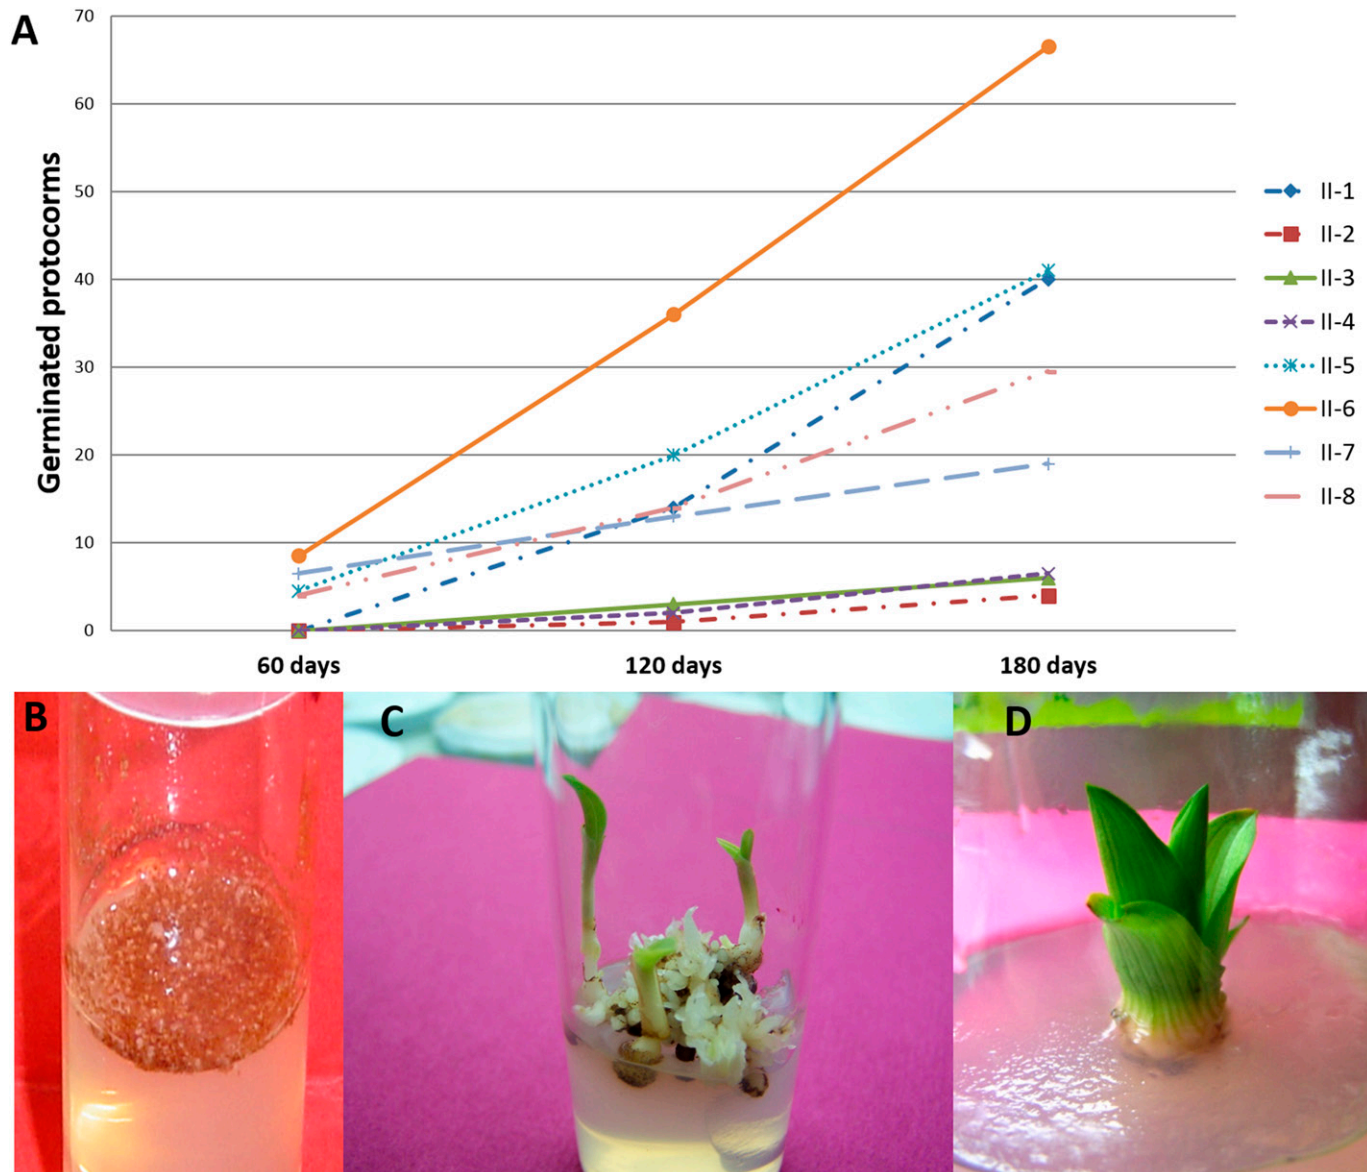 A
70
60
50
40
30
20
10
0
Germinated protocorms
60 days
120 days
180 days
II-1
II-2
II-3
II-4
II-5
II-6
II-7
II-8
B
C
D